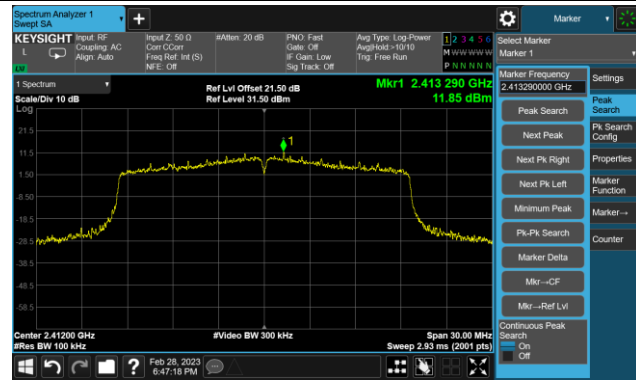 Spectrum Analyzer 1
Swept SA
Marker
KEYSIGHT
L
LW
Input: RF
Coupling: AC
Align: Auto
Input Z: 50 Ω
Corr CCorr
Freq Ref: Int (S)
NFE: Off
#Atten: 20 dB
PNO: Fast
Gate: Off
IF Gain: Low
Sig Track: Off
Avg Type: Log-Power
Avg|Hold:>10/10
Trig: Free Run
1 2 3 4 5 6
M W W W W W
P N N N N N
Select Marker
Marker 1
1 Spectrum
Scale/Div 10 dB
Log
Ref Lvl Offset 21.50 dB
Ref Level 31.50 dBm
Mkr1 2.413 290 GHz
11.85 dBm
21.5
11.5
1.50
-8.50
-18.5
-28.5
-38.5
-48.5
-58.5
1
Center 2.41200 GHz
#Res BW 100 kHz
#Video BW 300 kHz
Span 30.00 MHz
Sweep 2.93 ms (2001 pts)
Marker Frequency
2.413290000 GHz
Peak Search
Next Peak
Next Pk Right
Next Pk Left
Minimum Peak
Pk-Pk Search
Marker Delta
Mkr→CF
Mkr→Ref Lvl
Continuous Peak
Search
On
Off
Settings
Peak
Search
Pk Search
Config
Properties
Marker
Function
Marker→
Counter
?
Feb 28, 2023
6:47:18 PM